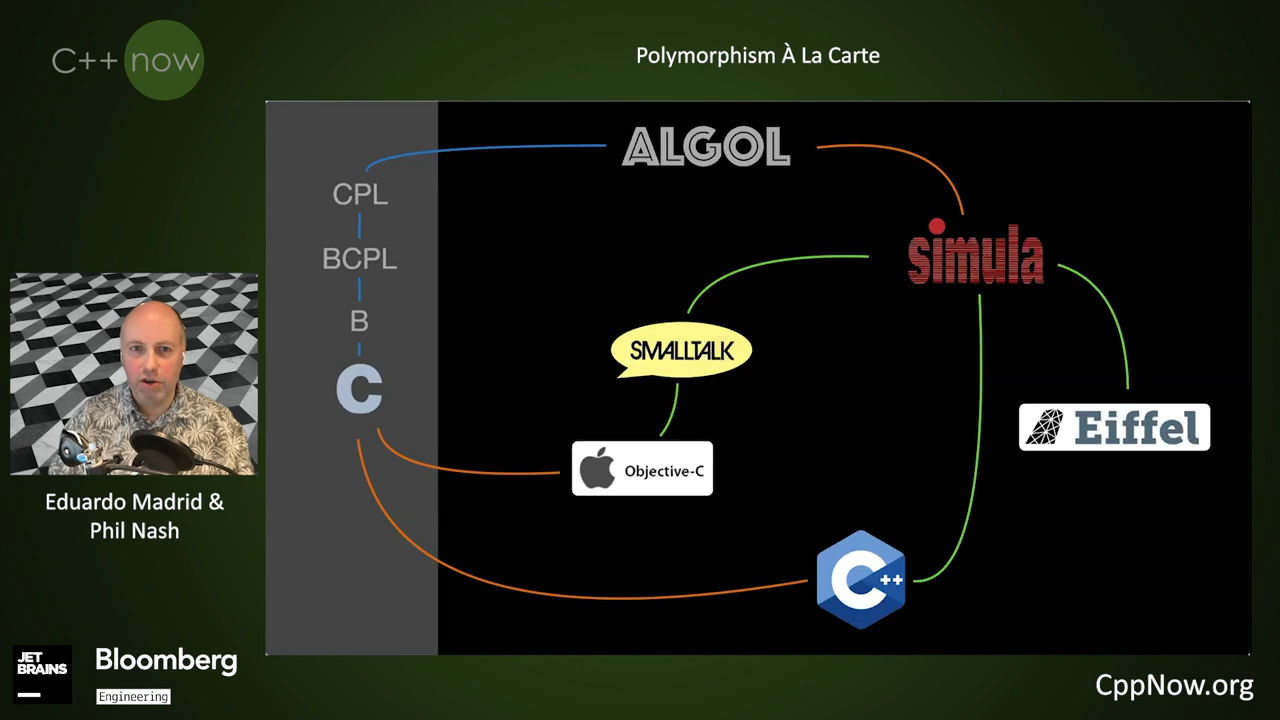 C++ now
Polymorphism À La Carte
ALGOL
CPL
simula
BCPL
B
SMALLTALK
C
Eiffel
Objective-C
Eduardo Madrid &
Phil Nash
C++
JET
BRAINS
Bloomberg
Engineering
CppNow.org